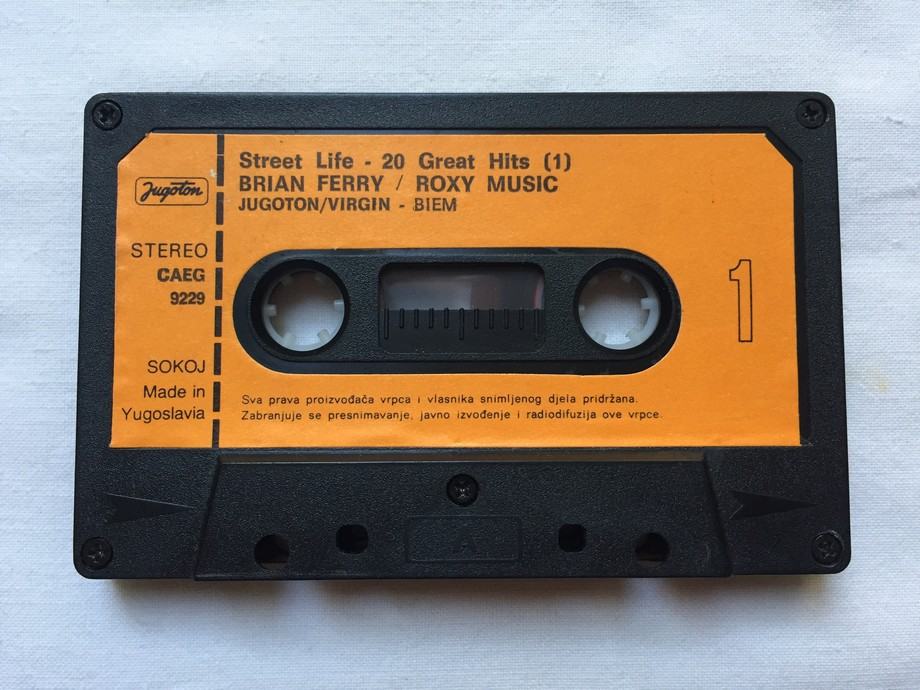 Jugoton
STEREO
CAEG
9229
SOKOJ
Made in
Yugoslavia
Street Life - 20 Great Hits (1)
BRIAN FERRY / ROXY MUSIC
JUGOTON/VIRGIN - BIEM
1
Sva prava proizvođača vrpca i vlasnika snimljenog djela pridržana.
Zabranjuje se presnimavanje, javno izvođenje i radiodifuzija ove vrpce.
A